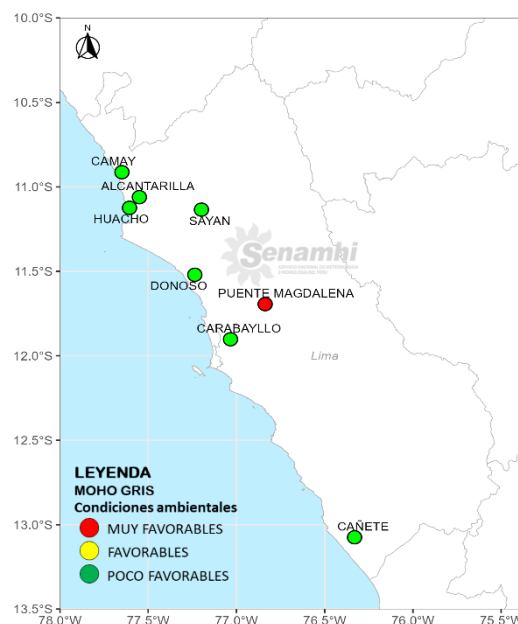 10.0°S
N
10.5°S
CAMAY
11.0°S
ALCANTARILLA
HUACHO
SAYAN
Senamhi
11.5°S
DONOSO
PUENTE MAGDALENA
CARABAYLLO
12.0°S
Lima
12.5°S
LEYENDA
MOHO GRIS
Condiciones ambientales
MUY FAVORABLES
FAVORABLES
POCO FAVORABLES
13.0°S
CAÑETE
13.5°S
78.0°W
77.5°W
77.0°W
76.5°W
76.0°W